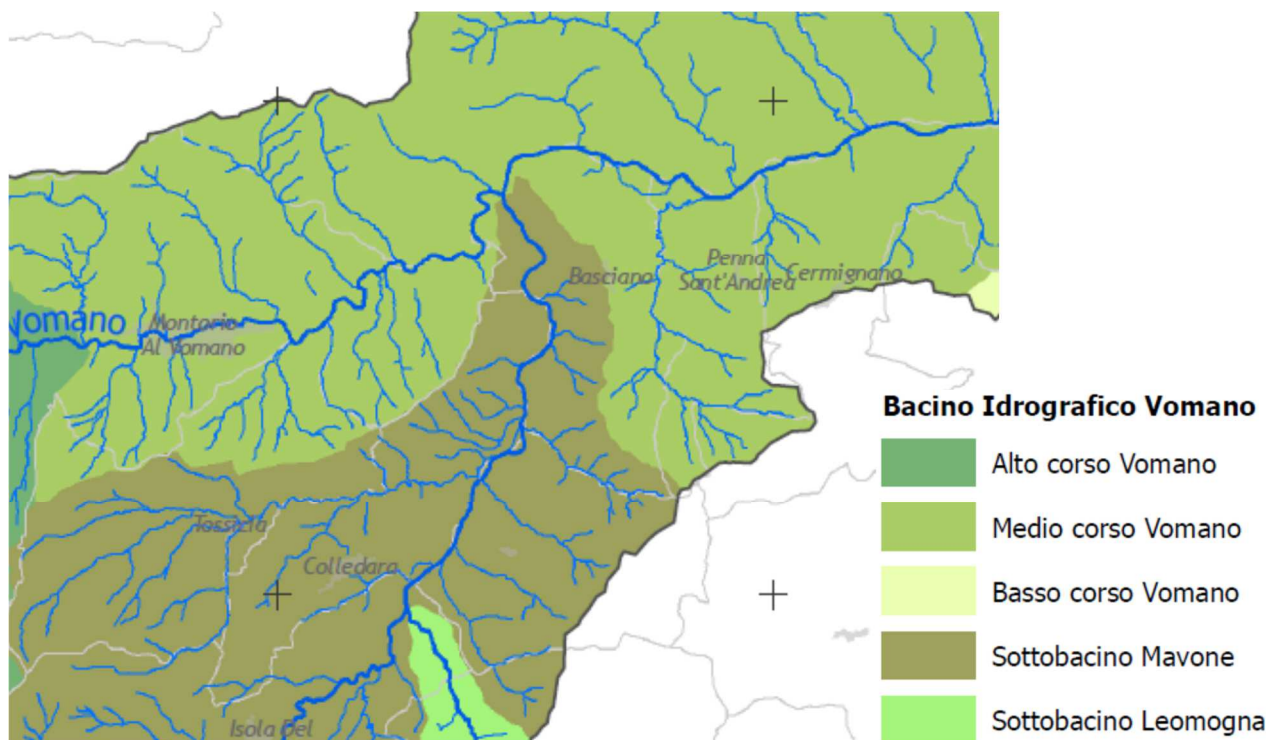 Basciano
Penna
Sant'Andrea
Cermignano
Vomano
Montorio
Al Vomano
Tossicia
Colledara
Isola Del
Bacino Idrografico Vomano
Alto corso Vomano
Medio corso Vomano
Basso corso Vomano
Sottobacino Mavone
Sottobacino Leomogna